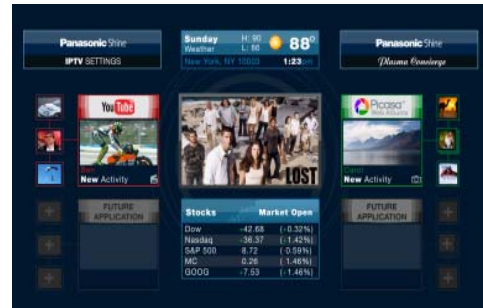 Panasonic Shine
IPTV SETTINGS
Sunday
Weather
H: 90
L: 86
88°
New York, NY 10003 1:23pm
Panasonic Shine
Plasma Concierge
YouTube
New Activity
LOST
Picasa
Web Albums
New Activity
FUTURE
APPLICATION
Stocks Market Open
Dow -42.68 (-0.32%)
Nasdaq -36.37 (-1.42%)
S&P 500 8.72 (-0.59%)
MC 0.26 (-1.46%)
GOOG -7.53 (-1.46%)
FUTURE
APPLICATION